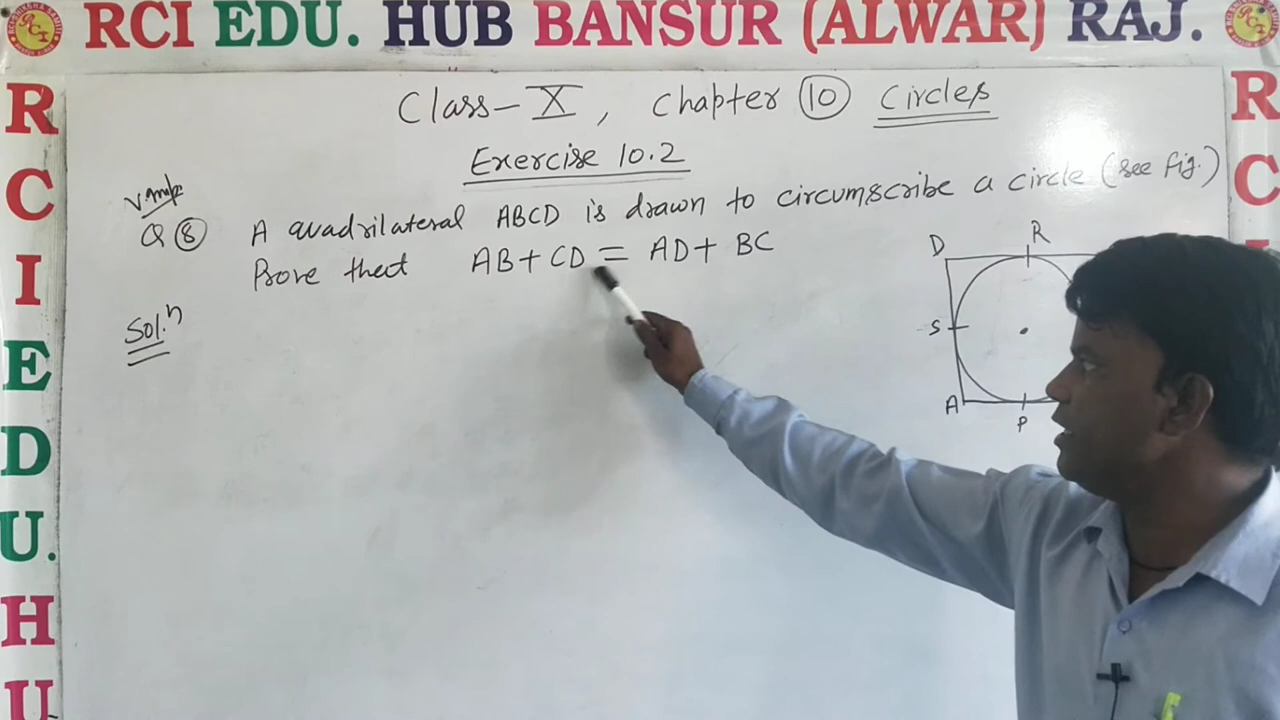 RCI EDU. HUB BANSUR (ALWAR) RAJ.
R
C
I
E
D
U.
H
U
R
C
I
Class-X, Chapter 10 Circles
Exercise 10.2
V.Imp
Q 8 A quadrilateral ABCD is drawn to circumscribe a circle (see fig.)
Prove that AB+CD = AD+BC
Sol.n
D R
S
A P